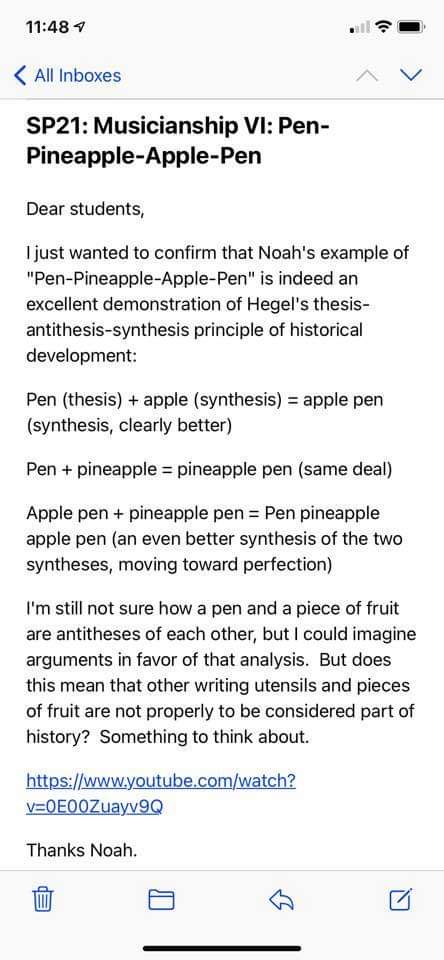 11:48
All Inboxes
SP21: Musicianship VI: Pen-
Pineapple-Apple-Pen
Dear students,
I just wanted to confirm that Noah's example of
"Pen-Pineapple-Apple-Pen" is indeed an
excellent demonstration of Hegel's thesis-
antithesis-synthesis principle of historical
development:
Pen (thesis) + apple (synthesis) = apple pen
(synthesis, clearly better)
Pen + pineapple = pineapple pen (same deal)
Apple pen + pineapple pen = Pen pineapple
apple pen (an even better synthesis of the two
syntheses, moving toward perfection)
I'm still not sure how a pen and a piece of fruit
are antitheses of each other, but I could imagine
arguments in favor of that analysis.  But does
this mean that other writing utensils and pieces
of fruit are not properly to be considered part of
history?  Something to think about.
https://www.youtube.com/watch?
v=0E00Zuayv9Q
Thanks Noah.